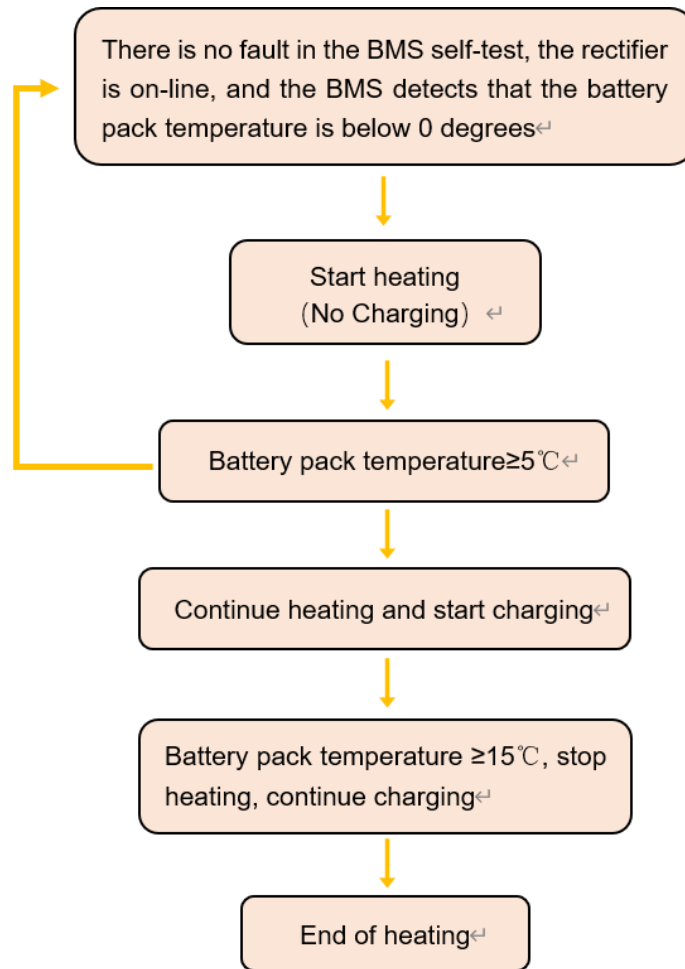 There is no fault in the BMS self-test, the rectifier
is on-line, and the BMS detects that the battery
pack temperature is below 0 degrees↵
Start heating
（No Charging） ↵
Battery pack temperature≥5℃↵
Continue heating and start charging↵
Battery pack temperature ≥15℃, stop
heating, continue charging↵
End of heating↵